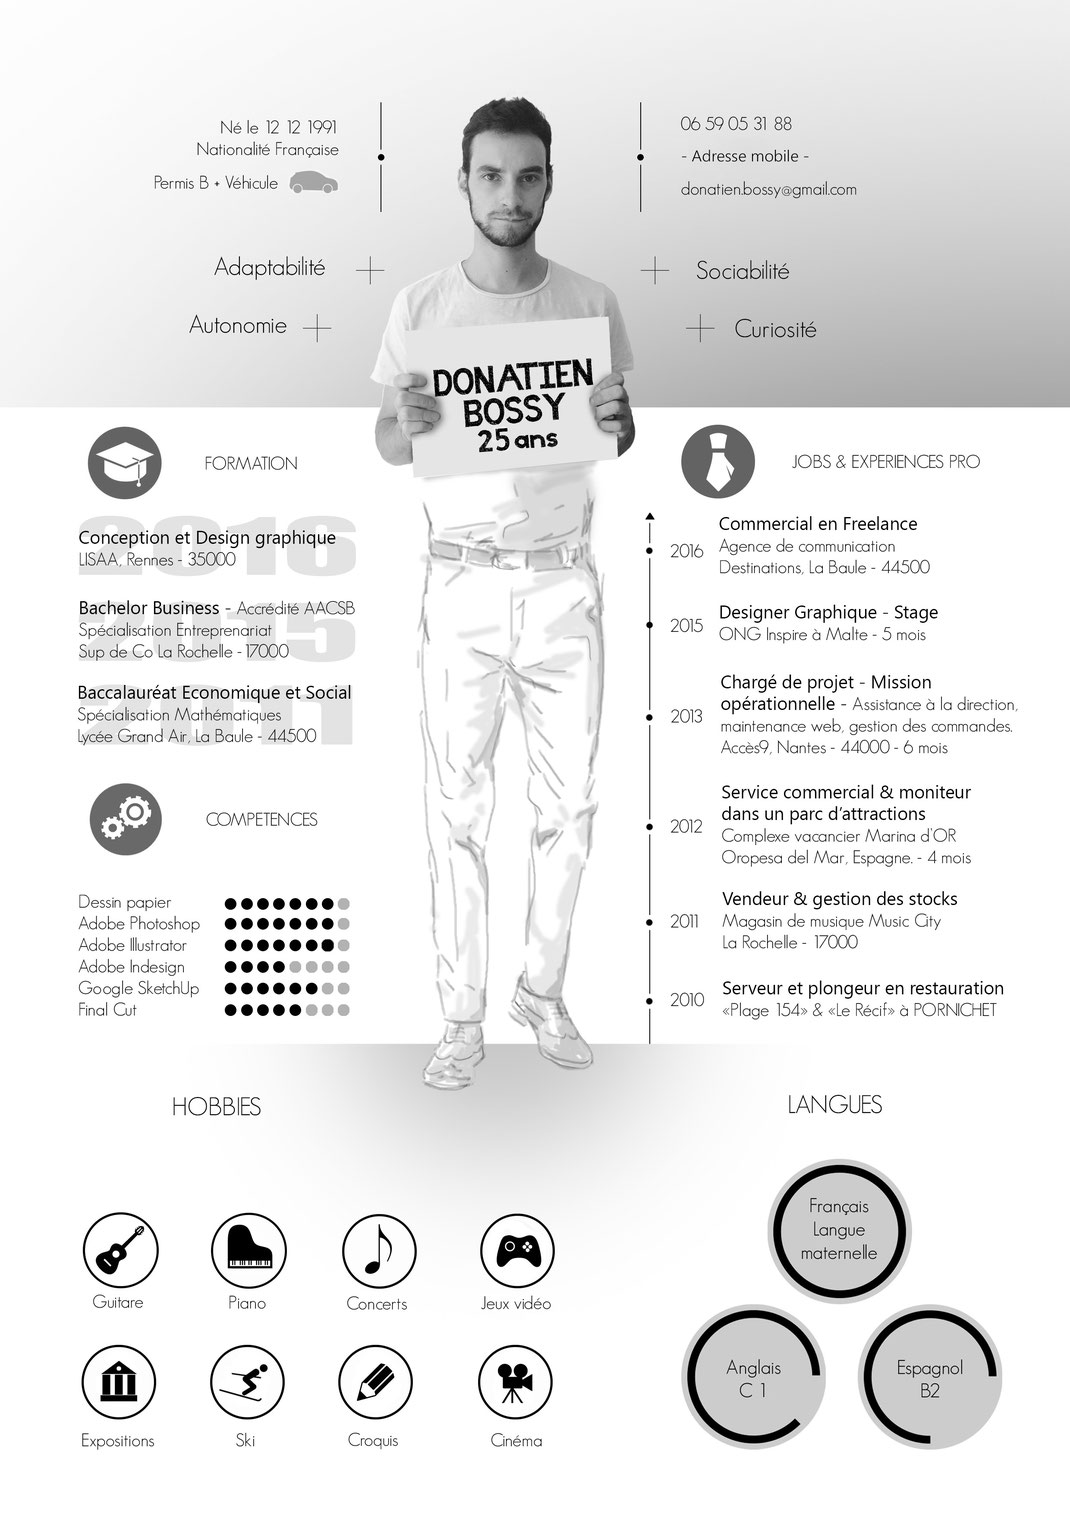 Né le 12 12 1991
Nationalité Française
Permis B + Véhicule
06 59 05 31 88
- Adresse mobile -
donatien.bossy@gmail.com
Adaptabilité
Autonomie
Sociabilité
Curiosité
DONATIEN
BOSSY
25 ans
FORMATION
2016
Conception et Design graphique
LISAA, Rennes - 35000
2015
Bachelor Business - Accrédité AACSB
Spécialisation Entreprenariat
Sup de Co La Rochelle - 17000
2011
Baccalauréat Economique et Social
Spécialisation Mathématiques
Lycée Grand Air, La Baule - 44500
COMPETENCES
Dessin papier
Adobe Photoshop
Adobe Illustrator
Adobe Indesign
Google SketchUp
Final Cut
JOBS & EXPERIENCES PRO
2016
Commercial en Freelance
Agence de communication
Destinations, La Baule - 44500
2015
Designer Graphique - Stage
ONG Inspire à Malte - 5 mois
2013
Chargé de projet - Mission
opérationnelle - Assistance à la direction,
maintenance web, gestion des commandes.
Accès9, Nantes - 44000 - 6 mois
2012
Service commercial & moniteur
dans un parc d'attractions
Complexe vacancier Marina d'OR
Oropesa del Mar, Espagne. - 4 mois
2011
Vendeur & gestion des stocks
Magasin de musique Music City
La Rochelle - 17000
2010
Serveur et plongeur en restauration
«Plage 154» & «Le Récif» à PORNICHET
HOBBIES
Guitare
Piano
Concerts
Jeux vidéo
Expositions
Ski
Croquis
Cinéma
LANGUES
Français
Langue
maternelle
Anglais
C 1
Espagnol
B2